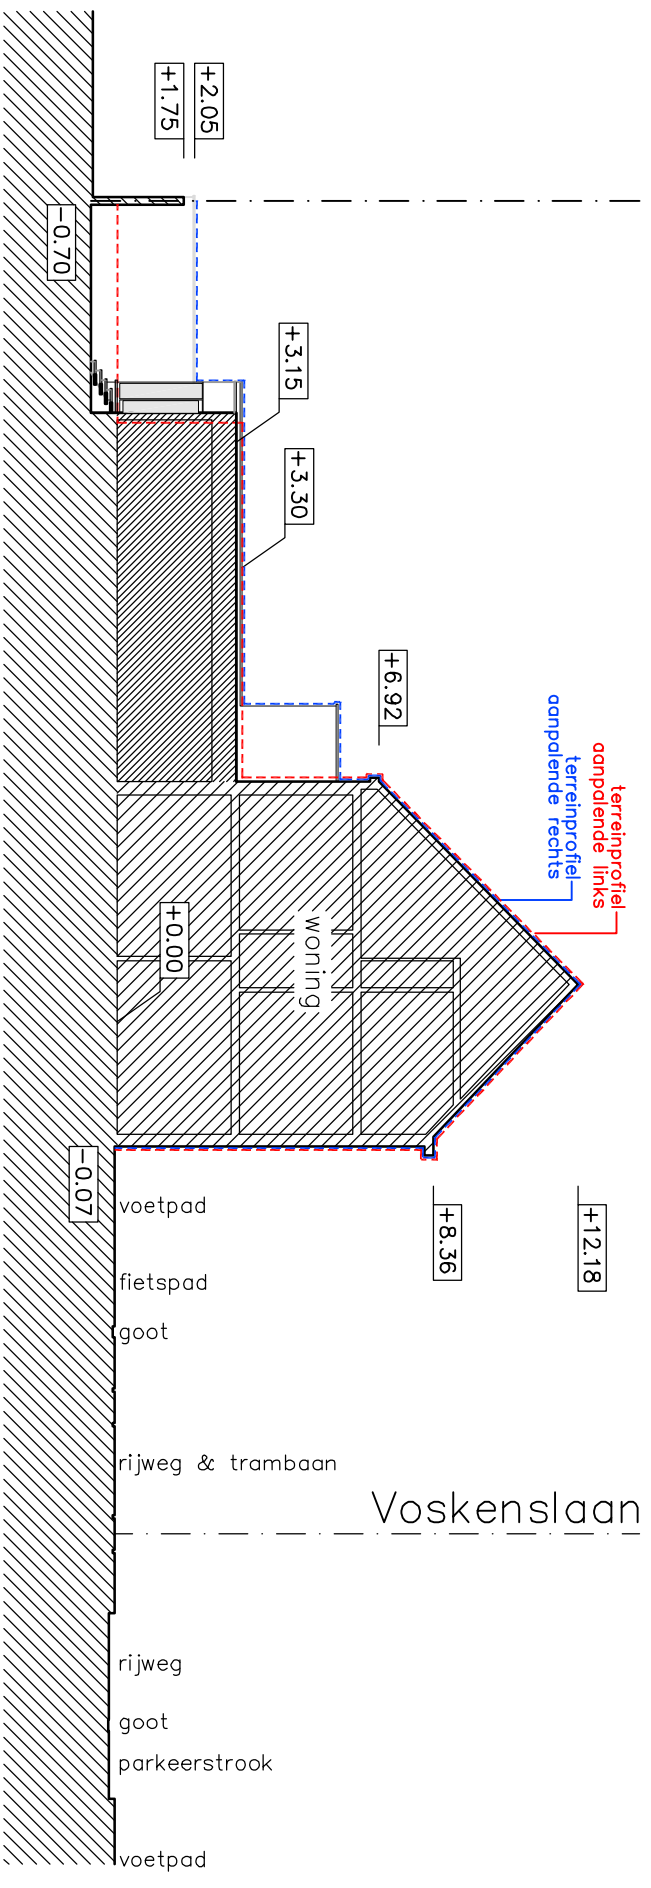 +2.05
+1.75
-0.70
+3.15
+3.30
+6.92
terreinprofiel
aanpalende links
terreinprofiel
aanpalende rechts
woning
+0.00
-0.07
+8.36
+12.18
voetpad
fietspad
goot
rijweg & trambaan
Voskenslaan
rijweg
goot
parkeerstrook
voetpad